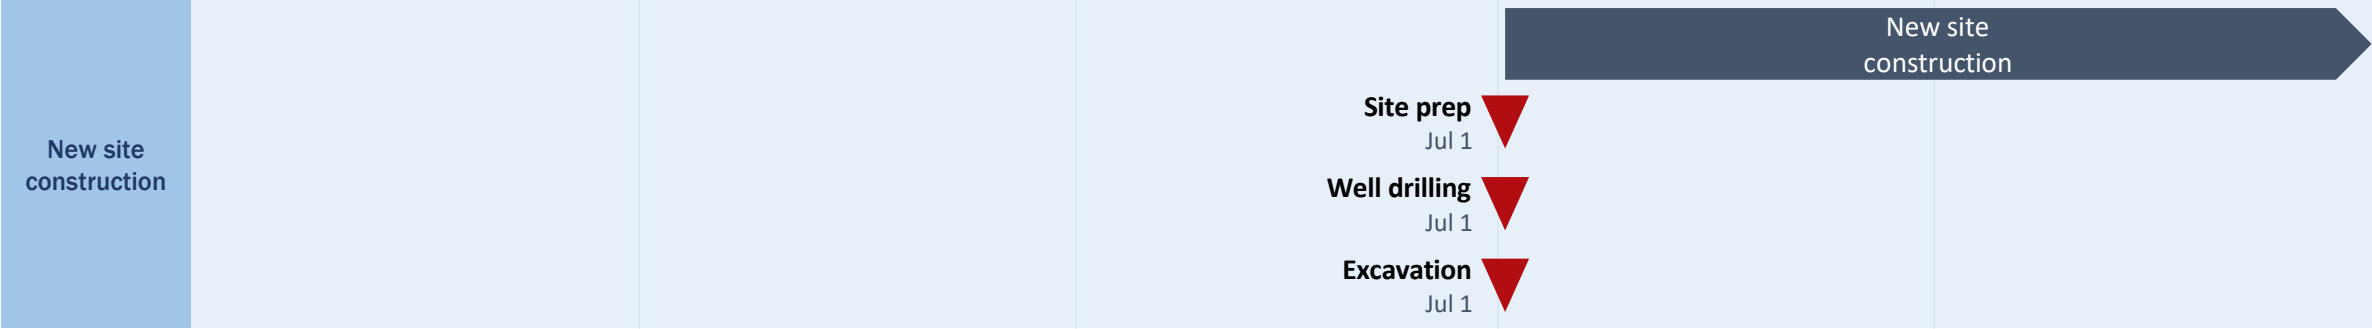 New site
construction
New site
construction
Site prep
Jul 1
Well drilling
Jul 1
Excavation
Jul 1